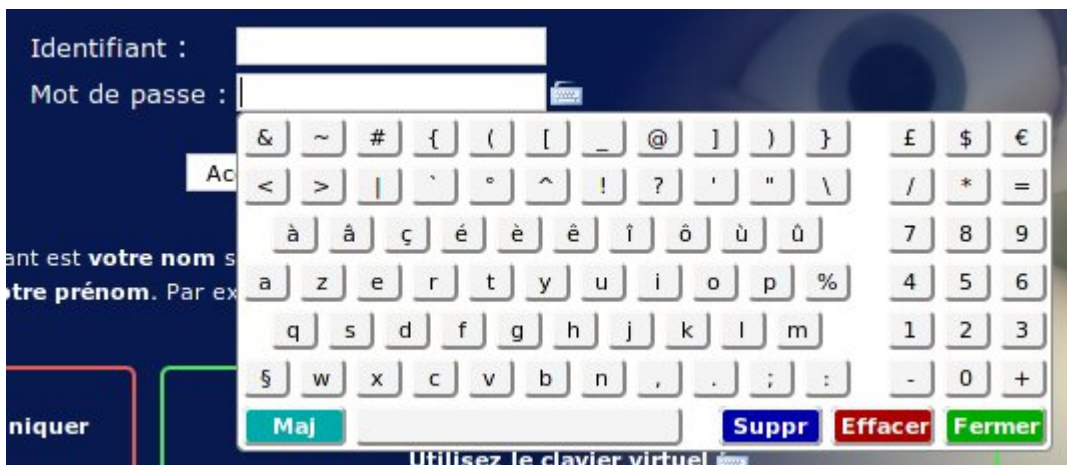 Identifiant :
Mot de passe :
& ~ # { ( [ _ @ ] ) } £ $ €
Ac
< > | ` ° ^ ! ? ' " \ / * =
à â ç é è ê î ô ù û 7 8 9
ant est votre nom s
a z e r t y u i o p % 4 5 6
otre prénom. Par ex
q s d f g h j k l m 1 2 3
§ w x c v b n , . ; : - 0 +
niquer
Maj Suppr Effacer Fermer
Utilisez le clavier virtuel